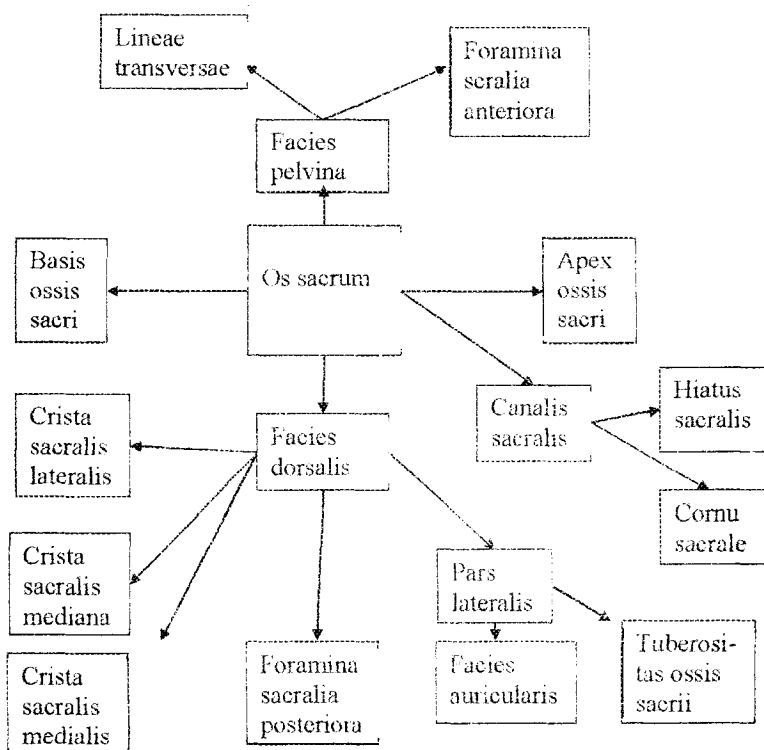 Lineae
transversae
Foramina
scralia
anteriora
Facies
pelvina
Basis
ossis
sacri
Os sacrum
Apex
ossis
sacri
Canalis
sacralis
Hiatus
sacralis
Crista
sacralis
lateralis
Facies
dorsalis
Cornu
sacrale
Crista
sacralis
mediana
Pars
lateralis
Crista
sacralis
medialis
Foramina
sacralia
posteriora
Facies
auricularis
Tuberosi-
tas ossis
sacrii